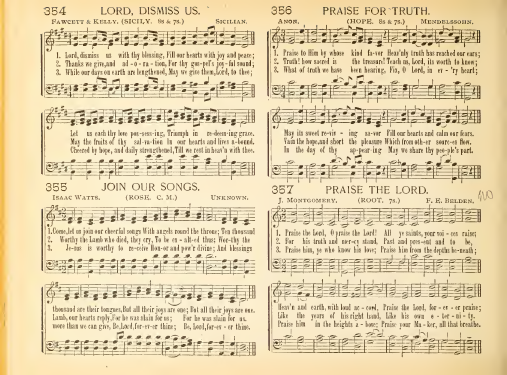 354 LORD, DISMISS US.
FAWCETT & KELLY. (SICILY. 8s & 7s.) SICILIAN.
1. Lord, dismiss us with thy blessing, Fill our hearts with joy and peace;
2. Thanks we give, and ad-o-ra-tion, For thy gos-pel's joy-ful sound;
3. While our days on earth are lengthened, May we give them, Lord, to thee;
Let us each thy love pos-sess-ing, Triumph in re-deem-ing grace.
May the fruits of thy sal-va-tion In our hearts and lives a-bound.
Cheered by hope, and daily strengthened, Till we rest in heav'n with thee.
355 JOIN OUR SONGS.
ISAAC WATTS. (ROSE. C. M.) UNKNOWN.
1. Come, let us join our cheerful songs With angels round the throne; Ten thousand
2. Worthy the Lamb who died, they cry, To be ex-alt-ed thus; Wor-thy the
3. Je-sus is worthy to re-ceive Hon-or and pow'r divine; And blessings
thousand are their tongues, But all their joys are one; But all their joys are one.
Lamb, our hearts reply, For he was slain for us; For he was slain for us.
more than we can give, Be, Lord, for-ev-er thine; Be, Lord, for-ev-er thine.
356 PRAISE FOR TRUTH.
ANON. (HOPE. 8s & 7s.) MENDELSSOHN.
1. Praise to Him by whose kind fa-vor Heav'nly truth has reached our ears;
2. Truth! how sacred is the treasure! Teach us, Lord, its worth to know;
3. What of truth we have been hearing, Fix, O Lord, in ev-'ry heart;
May its sweet re-viv-ing sa-vor Fill our hearts and calm our fears.
Vain the hope, and short the pleasure Which from oth-er sourc-es flow.
In the day of thy ap-pear-ing May we share thy peo-ple's part.
357 PRAISE THE LORD.
J. MONTGOMERY. (ROOT. 7s.) F. E. BELDEN.
1. Praise the Lord, O praise the Lord! All ye saints, your voi-ces raise;
2. For his truth and mer-cy stand, Past and pres-ent and to be,
3. Praise him, ye who know his love; Praise him from the depths be-neath;
Heav'n and earth, with loud ac-cord, Praise the Lord, for-ev-er praise;
Like the years of his right hand, Like his own e-ter-ni-ty.
Praise him in the heights a-bove; Praise your Ma-ker, all that breathe.